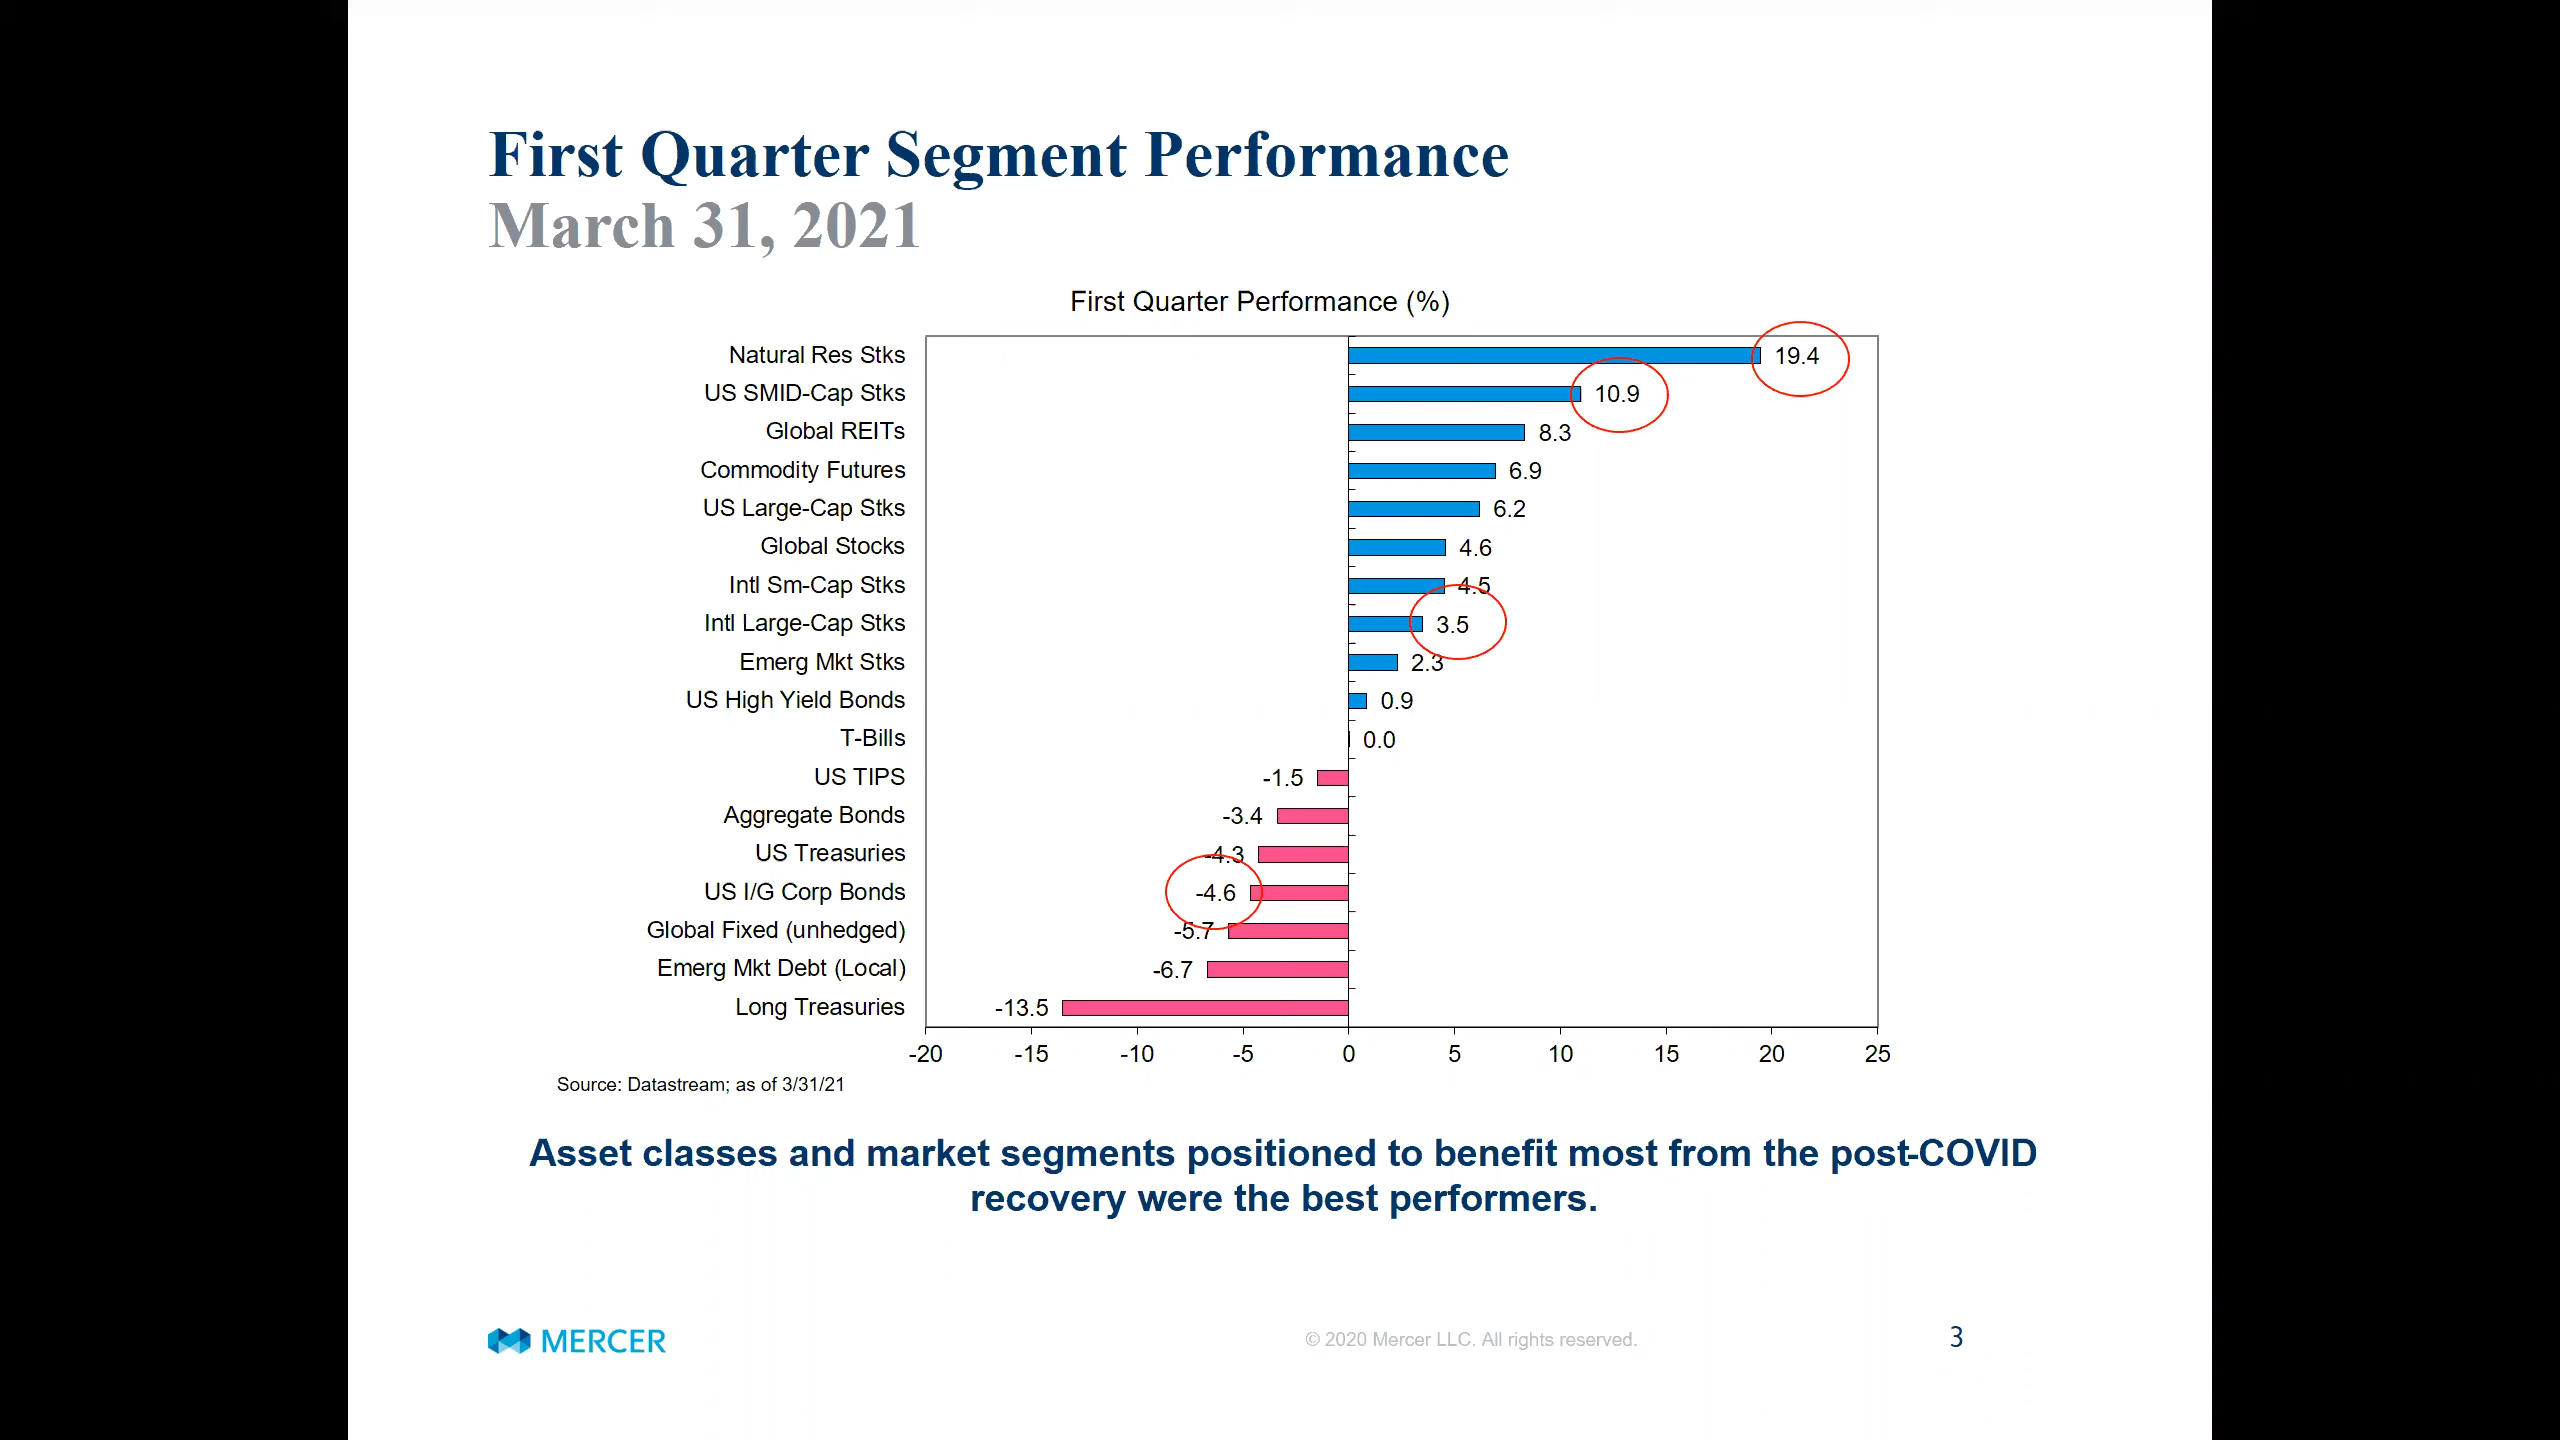 First Quarter Segment Performance
March 31, 2021
First Quarter Performance (%)
Natural Res Stks 19.4
US SMID-Cap Stks 10.9
Global REITs 8.3
Commodity Futures 6.9
US Large-Cap Stks 6.2
Global Stocks 4.6
Intl Sm-Cap Stks 4.5
Intl Large-Cap Stks 3.5
Emerg Mkt Stks 2.3
US High Yield Bonds 0.9
T-Bills 0.0
US TIPS -1.5
Aggregate Bonds -3.4
US Treasuries -4.3
US I/G Corp Bonds -4.6
Global Fixed (unhedged) -5.7
Emerg Mkt Debt (Local) -6.7
Long Treasuries -13.5
-20 -15 -10 -5 0 5 10 15 20 25
Source: Datastream; as of 3/31/21
Asset classes and market segments positioned to benefit most from the post-COVID
recovery were the best performers.
MERCER © 2020 Mercer LLC. All rights reserved. 3